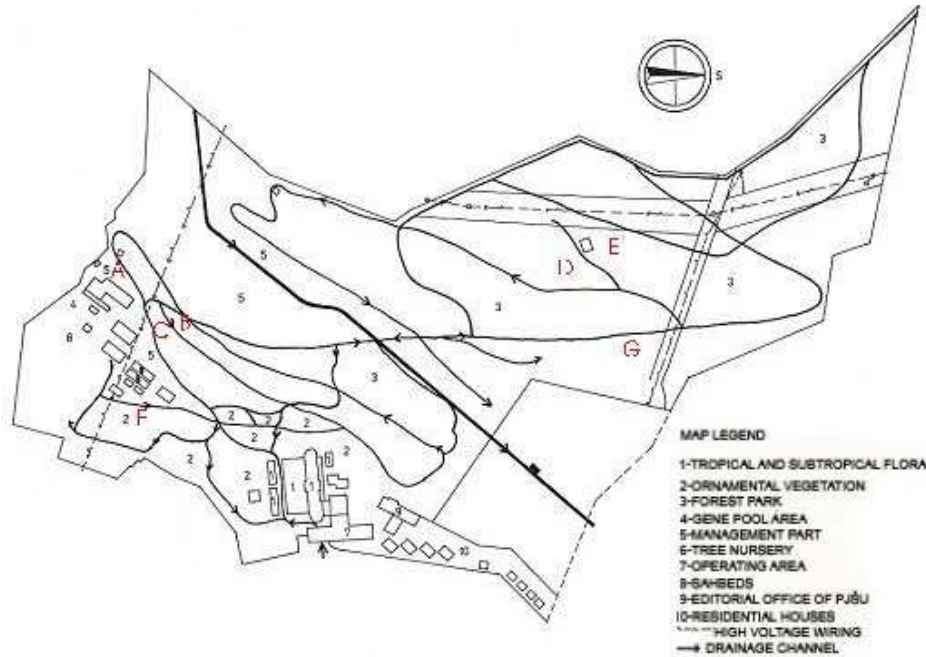 S
3
3
5
5
3
3
5
A
4
6
5
C
B
D
E
G
F
1
2
2
2
2
2
2
2
2
1
1
7
9
10
MAP LEGEND
1-TROPICAL AND SUBTROPICAL FLORA
2-ORNAMENTAL VEGETATION
3-FOREST PARK
4-GENE POOL AREA
5-MANAGEMENT PART
6-TREE NURSERY
7-OPERATING AREA
8-SAHBEDS
9-EDITORIAL OFFICE OF PJŠU
10-RESIDENTIAL HOUSES
HIGH VOLTAGE WIRING
DRAINAGE CHANNEL